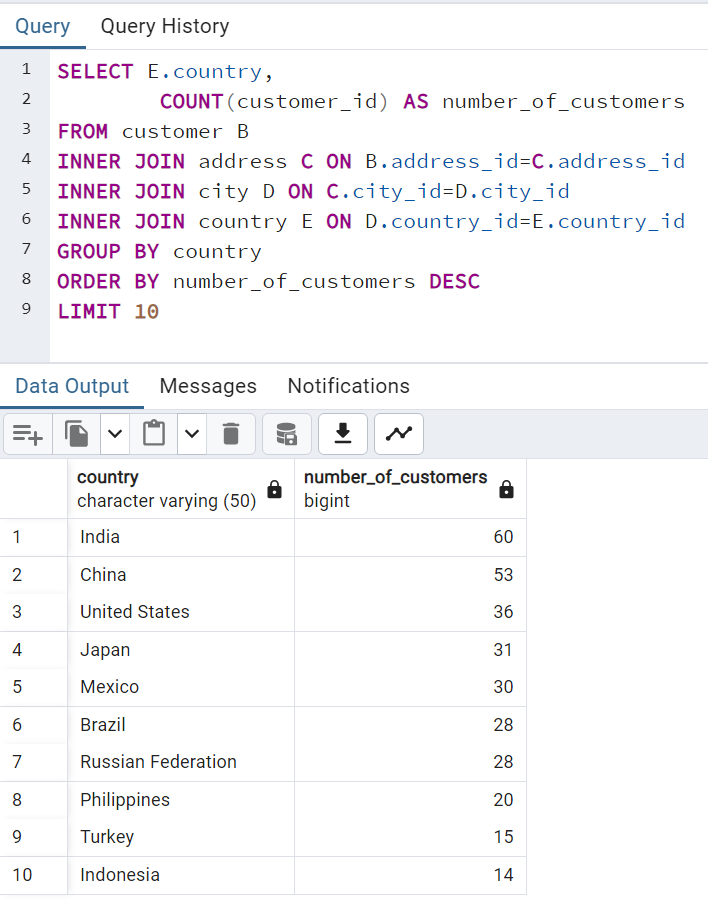 Query Query History
1 SELECT E.country,
2 COUNT(customer_id) AS number_of_customers
3 FROM customer B
4 INNER JOIN address C ON B.address_id=C.address_id
5 INNER JOIN city D ON C.city_id=D.city_id
6 INNER JOIN country E ON D.country_id=E.country_id
7 GROUP BY country
8 ORDER BY number_of_customers DESC
9 LIMIT 10
Data Output Messages Notifications
country number_of_customers
character varying (50) bigint
1 India 60
2 China 53
3 United States 36
4 Japan 31
5 Mexico 30
6 Brazil 28
7 Russian Federation 28
8 Philippines 20
9 Turkey 15
10 Indonesia 14